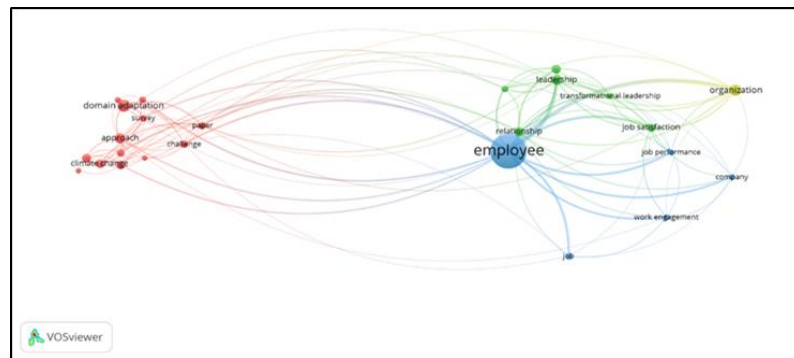 leadership
domain adaptation
transformational leadership
organization
survey
paper
relationship
job satisfaction
approach
challenge
employee
job performance
climate change
company
work engagement
job
VOSviewer